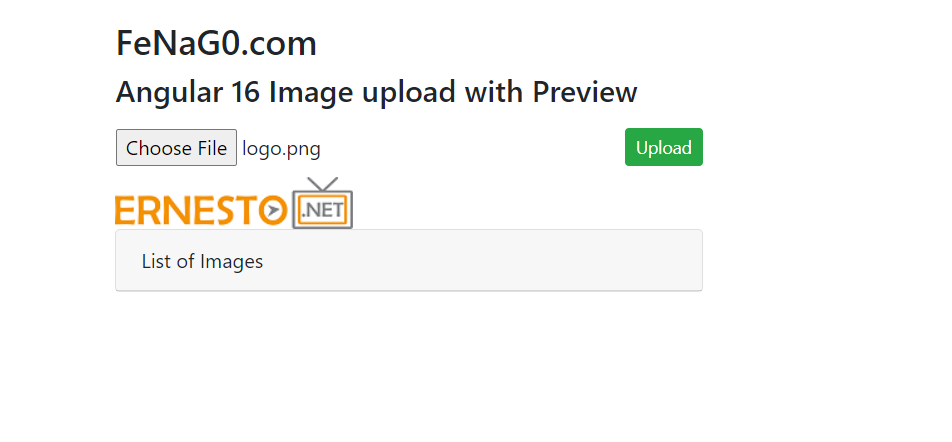 FeNaG0.com
Angular 16 Image upload with Preview
Choose File logo.png Upload
ERNESTO .NET
List of Images